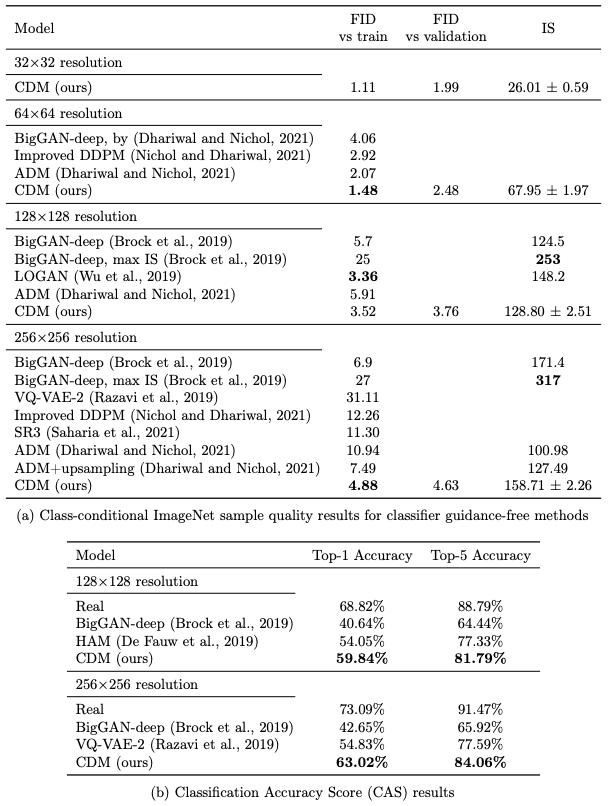 Model FID vs train FID vs validation IS
32×32 resolution
CDM (ours) 1.11 1.99 26.01 ± 0.59
64×64 resolution
BigGAN-deep, by (Dhariwal and Nichol, 2021) 4.06
Improved DDPM (Nichol and Dhariwal, 2021) 2.92
ADM (Dhariwal and Nichol, 2021) 2.07
CDM (ours) 1.48 2.48 67.95 ± 1.97
128×128 resolution
BigGAN-deep (Brock et al., 2019) 5.7 124.5
BigGAN-deep, max IS (Brock et al., 2019) 25 253
LOGAN (Wu et al., 2019) 3.36 148.2
ADM (Dhariwal and Nichol, 2021) 5.91
CDM (ours) 3.52 3.76 128.80 ± 2.51
256×256 resolution
BigGAN-deep (Brock et al., 2019) 6.9 171.4
BigGAN-deep, max IS (Brock et al., 2019) 27 317
VQ-VAE-2 (Razavi et al., 2019) 31.11
Improved DDPM (Nichol and Dhariwal, 2021) 12.26
SR3 (Saharia et al., 2021) 11.30
ADM (Dhariwal and Nichol, 2021) 10.94 100.98
ADM+upsampling (Dhariwal and Nichol, 2021) 7.49 127.49
CDM (ours) 4.88 4.63 158.71 ± 2.26
(a) Class-conditional ImageNet sample quality results for classifier guidance-free methods
Model Top-1 Accuracy Top-5 Accuracy
128×128 resolution
Real 68.82% 88.79%
BigGAN-deep (Brock et al., 2019) 40.64% 64.44%
HAM (De Fauw et al., 2019) 54.05% 77.33%
CDM (ours) 59.84% 81.79%
256×256 resolution
Real 73.09% 91.47%
BigGAN-deep (Brock et al., 2019) 42.65% 65.92%
VQ-VAE-2 (Razavi et al., 2019) 54.83% 77.59%
CDM (ours) 63.02% 84.06%
(b) Classification Accuracy Score (CAS) results